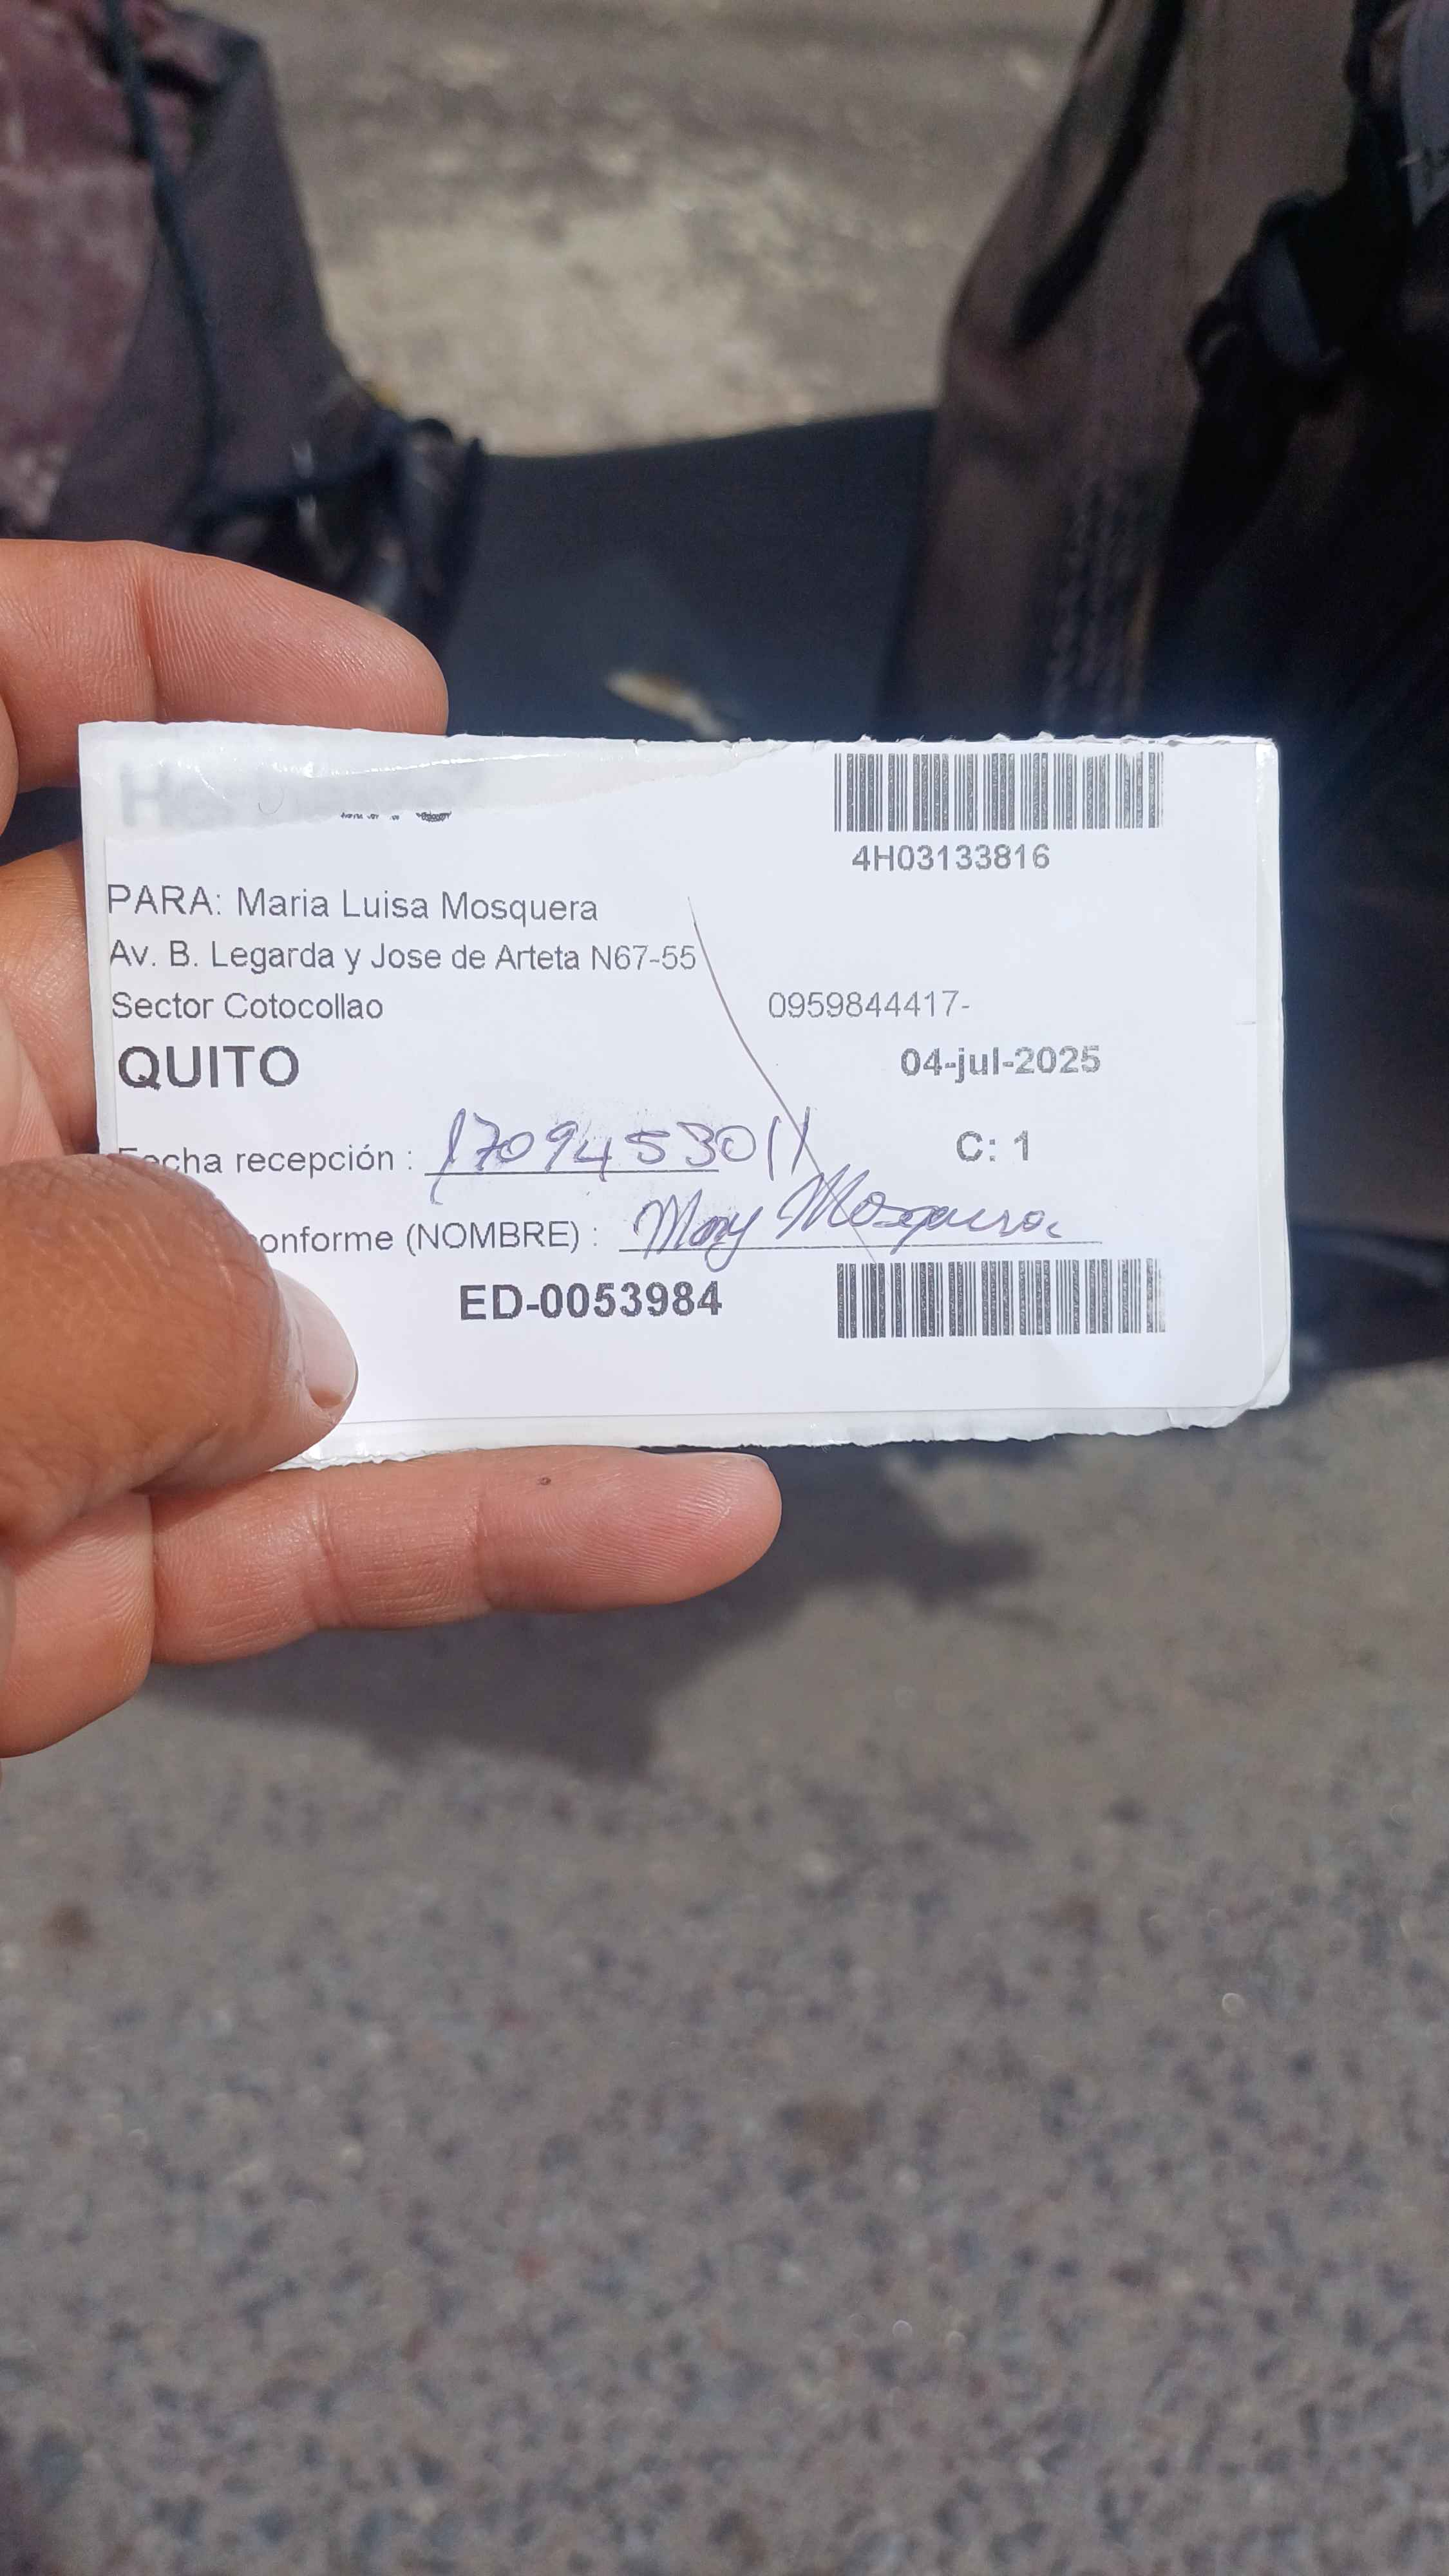 4H03133816
PARA: Maria Luisa Mosquera
Av. B. Legarda y Jose de Arteta N67-55
Sector Cotocollao 0959844417-
QUITO 04-jul-2025
Fecha recepción : 1709453011 C: 1
onforme (NOMBRE) : Mary Mosquera
ED-0053984